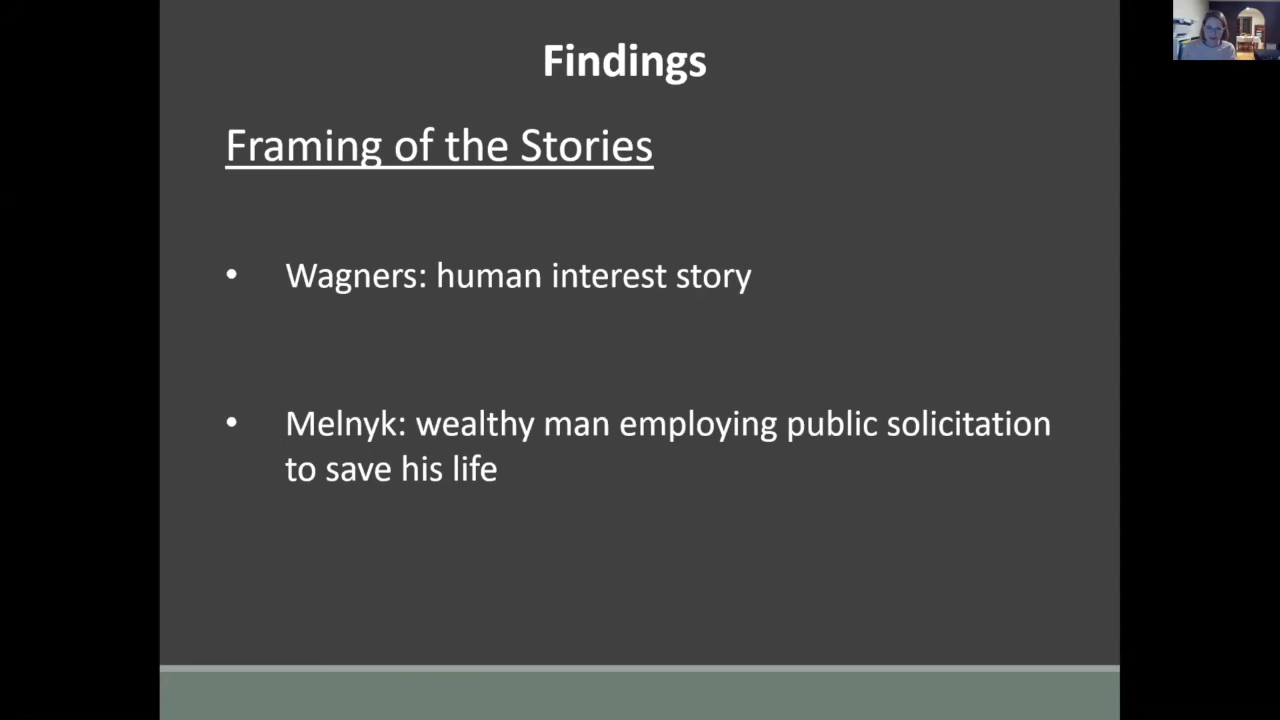 Findings
Framing of the Stories
• Wagners: human interest story
• Melnyk: wealthy man employing public solicitation
to save his life